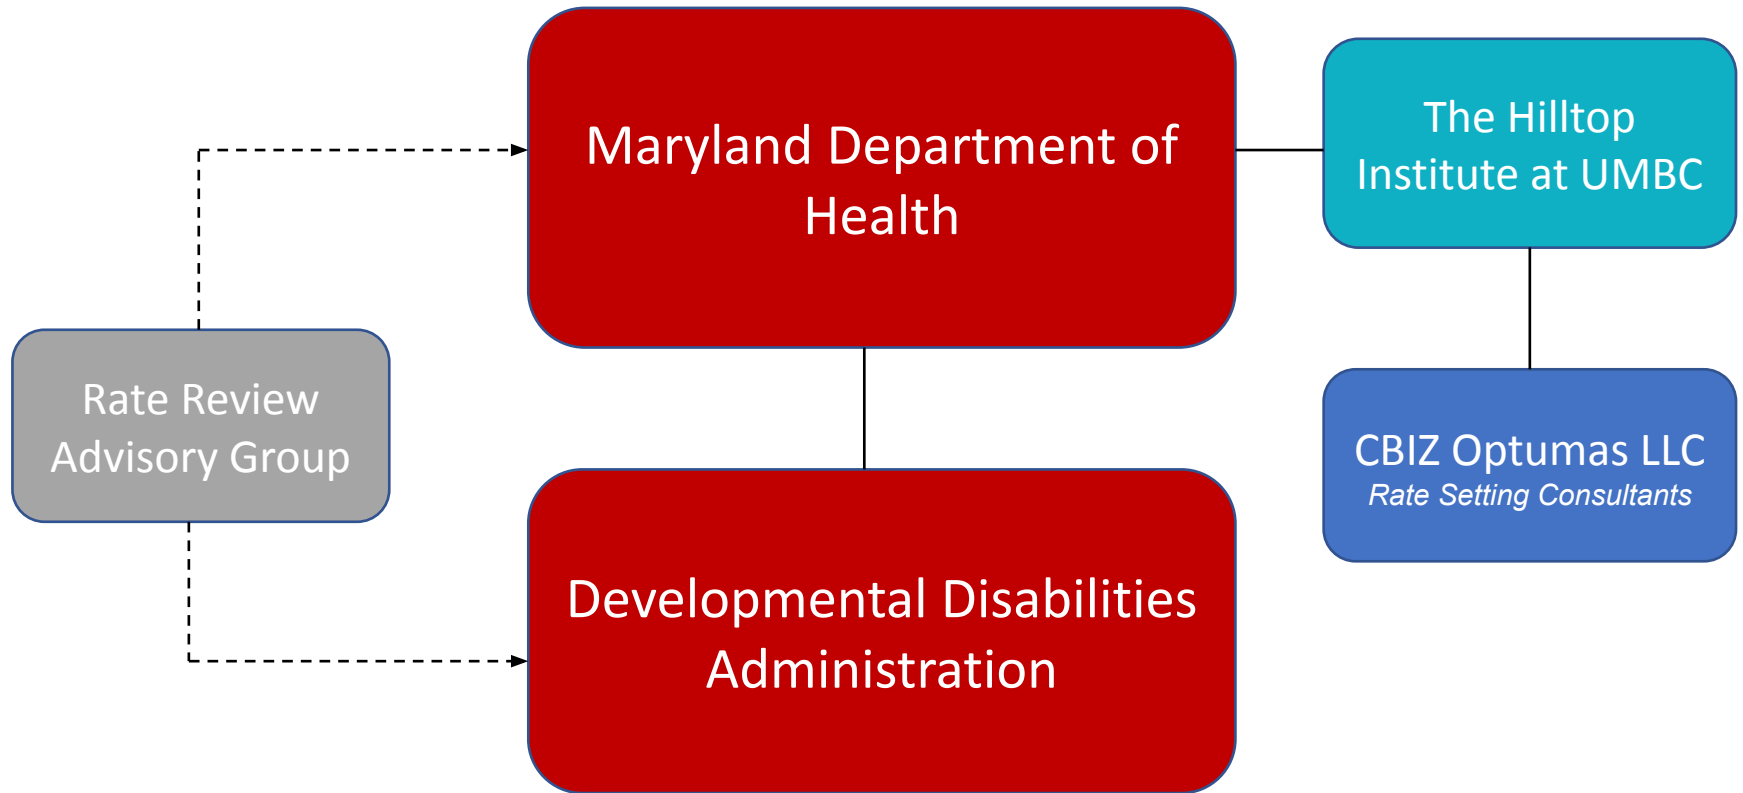 Maryland Department of
Health
The Hilltop
Institute at UMBC
Rate Review
Advisory Group
CBIZ Optumas LLC
Rate Setting Consultants
Developmental Disabilities
Administration